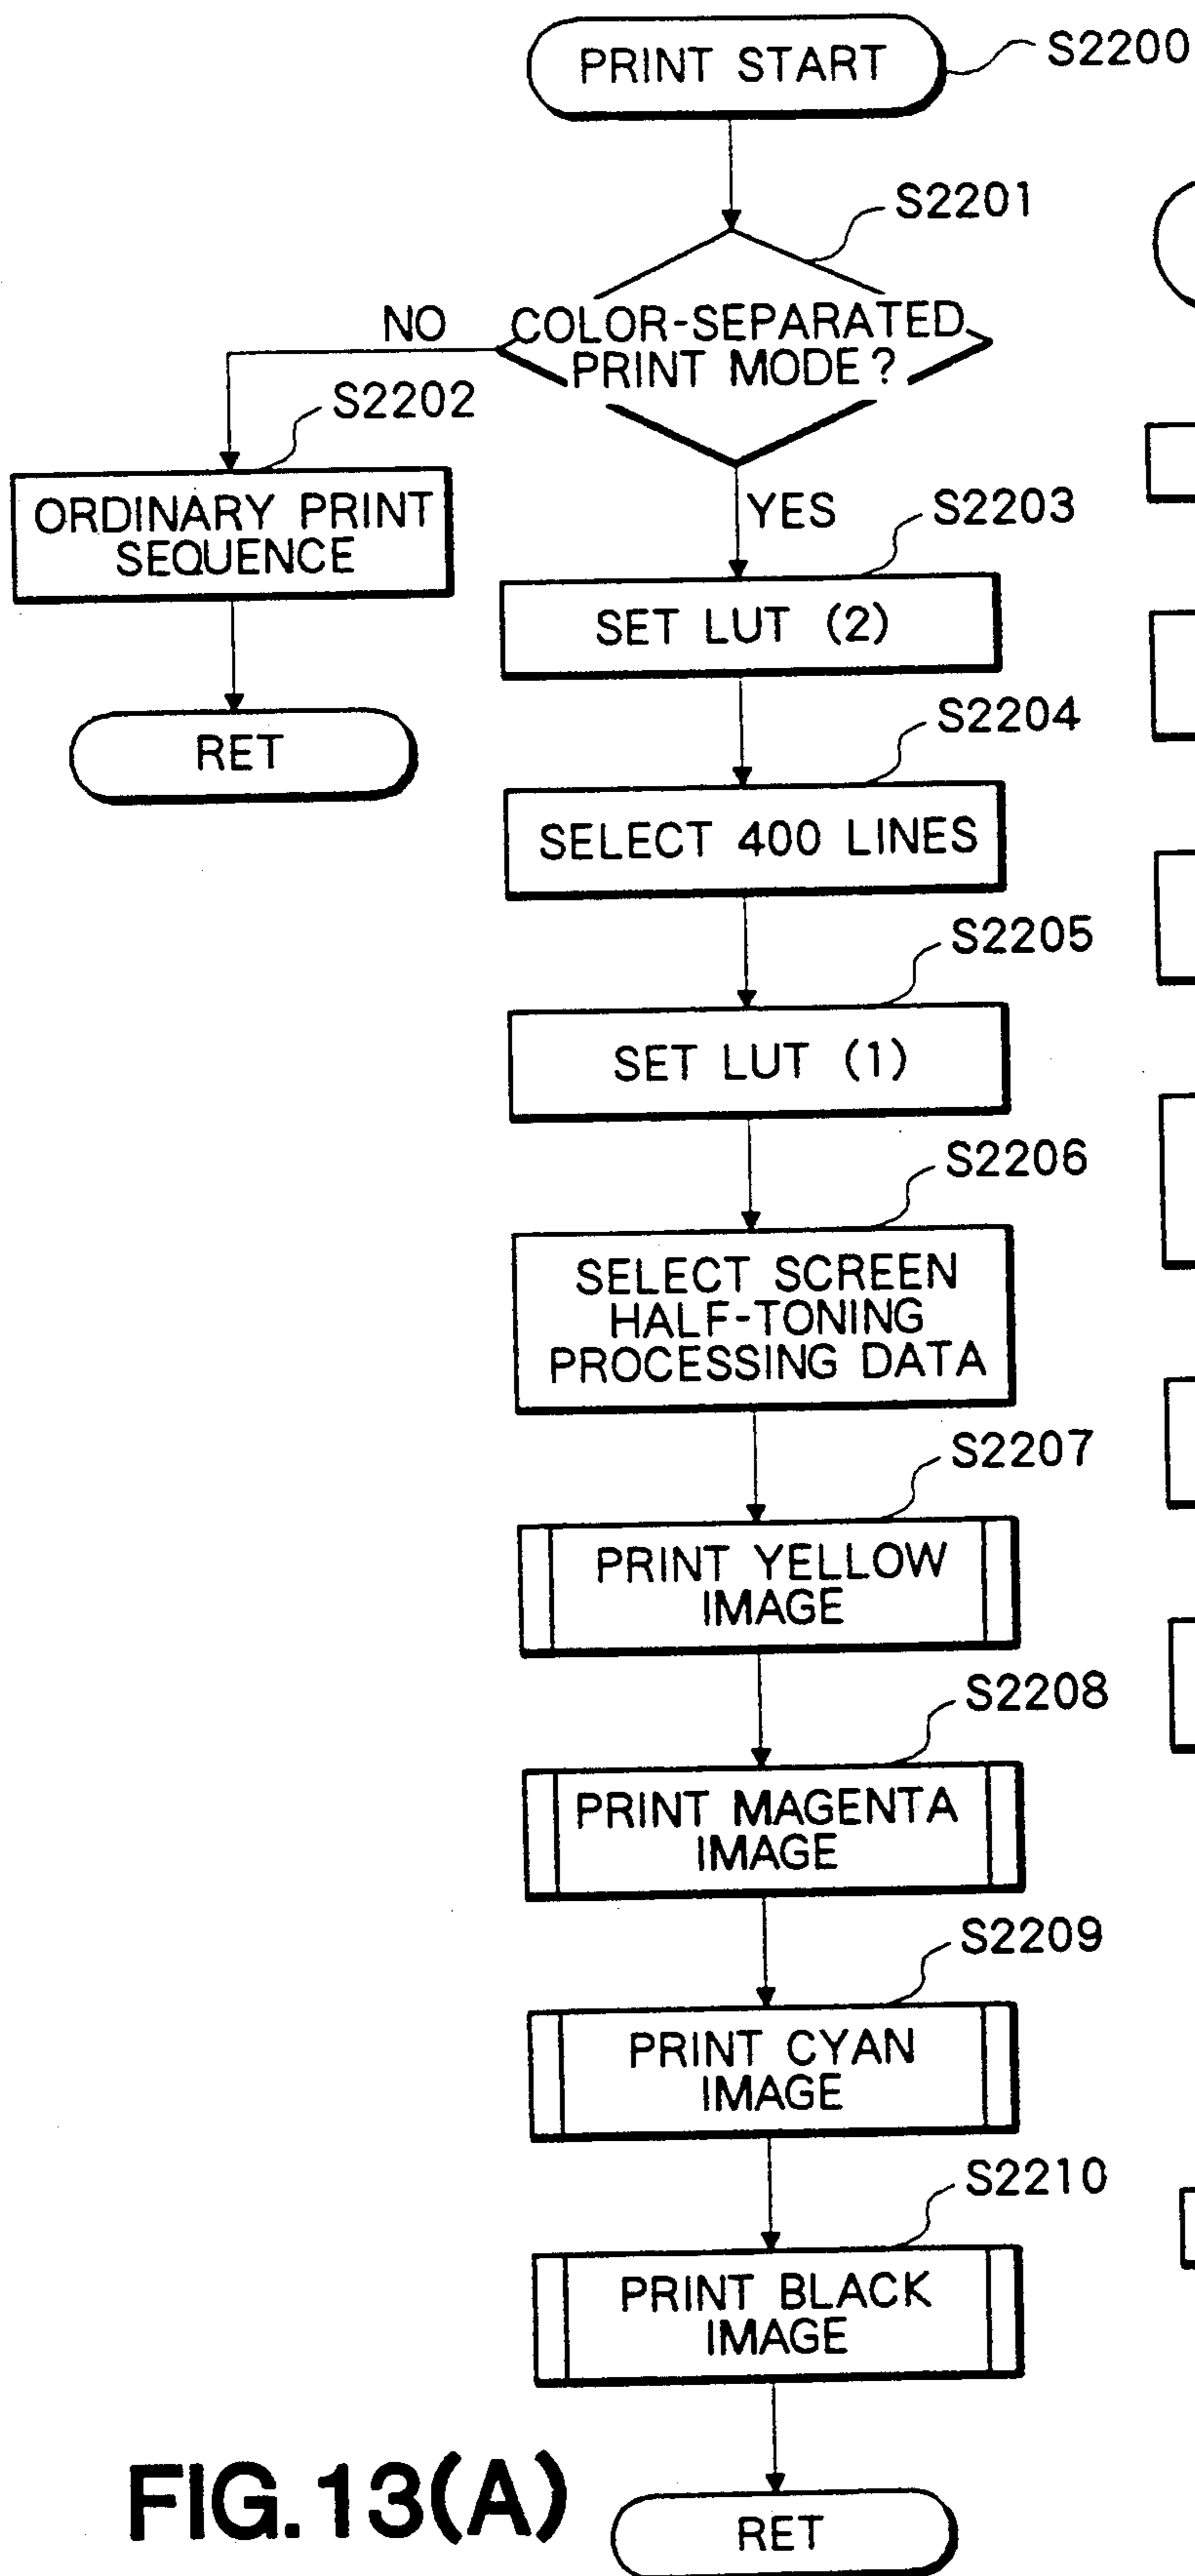 PRINT START
S2200
S2201
COLOR-SEPARATED
PRINT MODE?
NO
S2202
ORDINARY PRINT
SEQUENCE
RET
YES
S2203
SET LUT (2)
S2204
SELECT 400 LINES
S2205
SET LUT (1)
S2206
SELECT SCREEN
HALF-TONING
PROCESSING DATA
S2207
PRINT YELLOW
IMAGE
S2208
PRINT MAGENTA
IMAGE
S2209
PRINT CYAN
IMAGE
S2210
PRINT BLACK
IMAGE
RET
FIG.13(A)